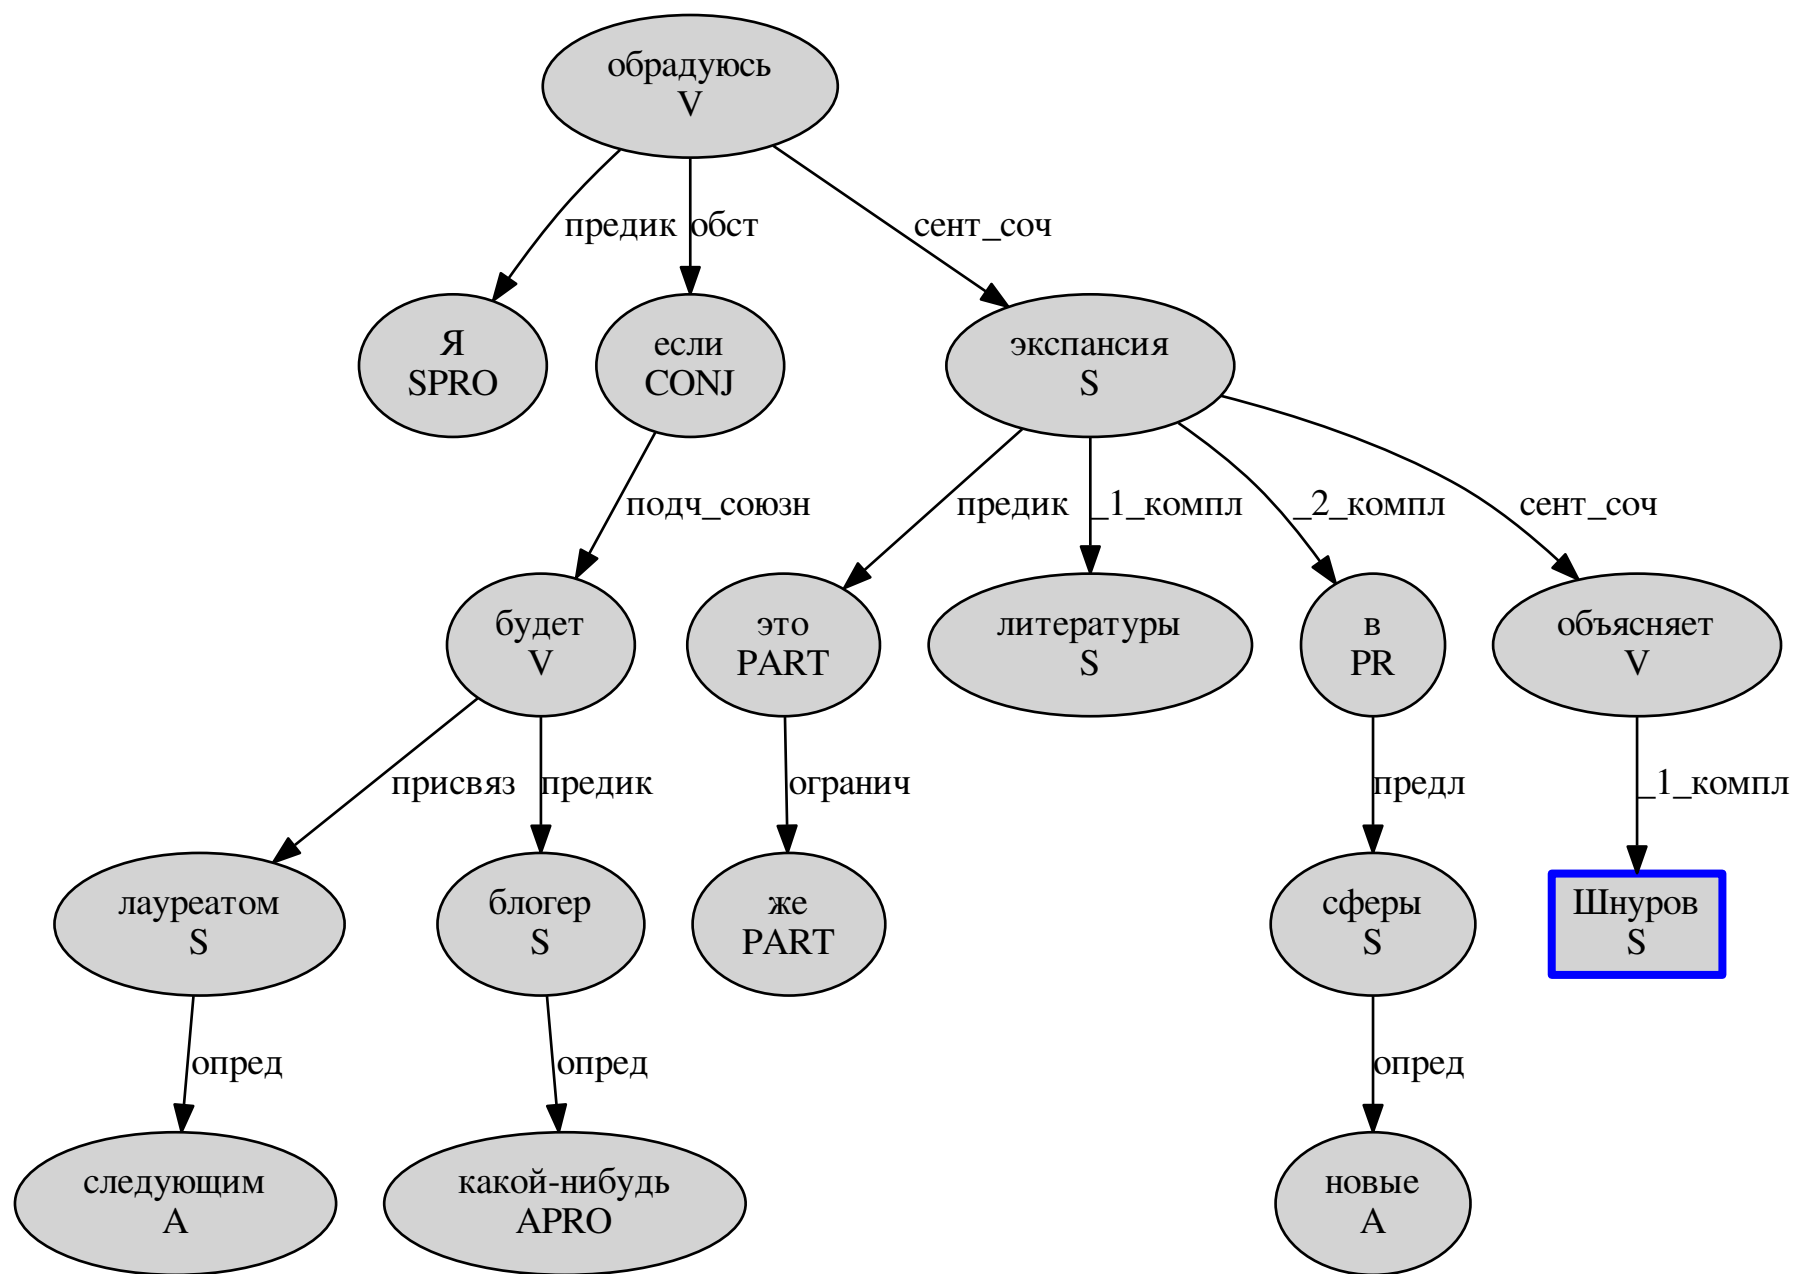 обрадуюсь
V
предик
обст
сент_соч
Я
SPRO
если
CONJ
экспансия
S
подч_союзн
предик
_1_компл
_2_компл
сент_соч
будет
V
это
PART
литературы
S
в
PR
объясняет
V
присвяз
предик
огранич
предл
_1_компл
лауреатом
S
блогер
S
же
PART
сферы
S
Шнуров
S
опред
опред
опред
следующим
A
какой-нибудь
APRO
новые
A